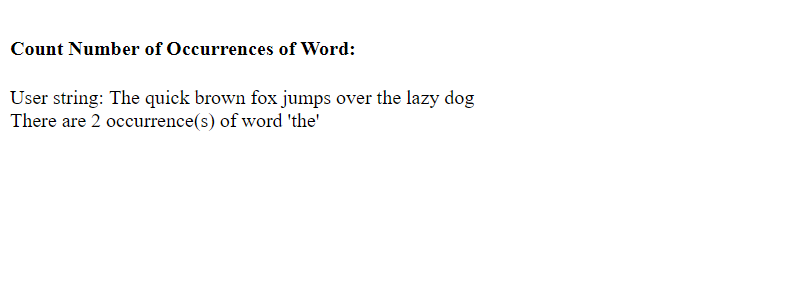 Count Number of Occurrences of Word:
User string: The quick brown fox jumps over the lazy dog
There are 2 occurrence(s) of word 'the'